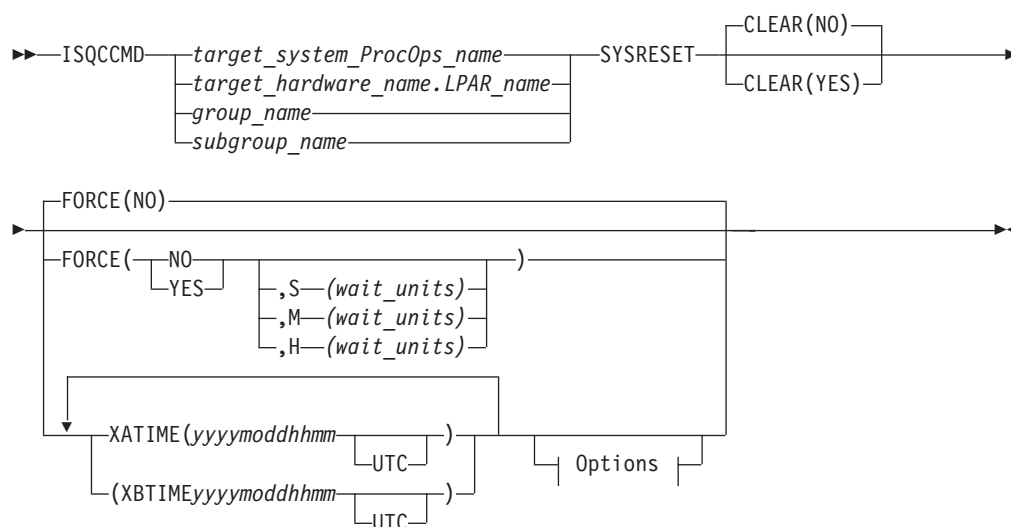 CLEAR(NO)
ISQCCMD target_system_ProcOps_name SYSRESET
target_hardware_name.LPAR_name CLEAR(YES)
group_name
subgroup_name
FORCE(NO)
FORCE( NO )
YES
,S (wait_units)
,M (wait_units)
,H (wait_units)
XATIME(yyyymoddhhmm )
UTC Options
(XBTIMEyyyymoddhhmm )
UTC